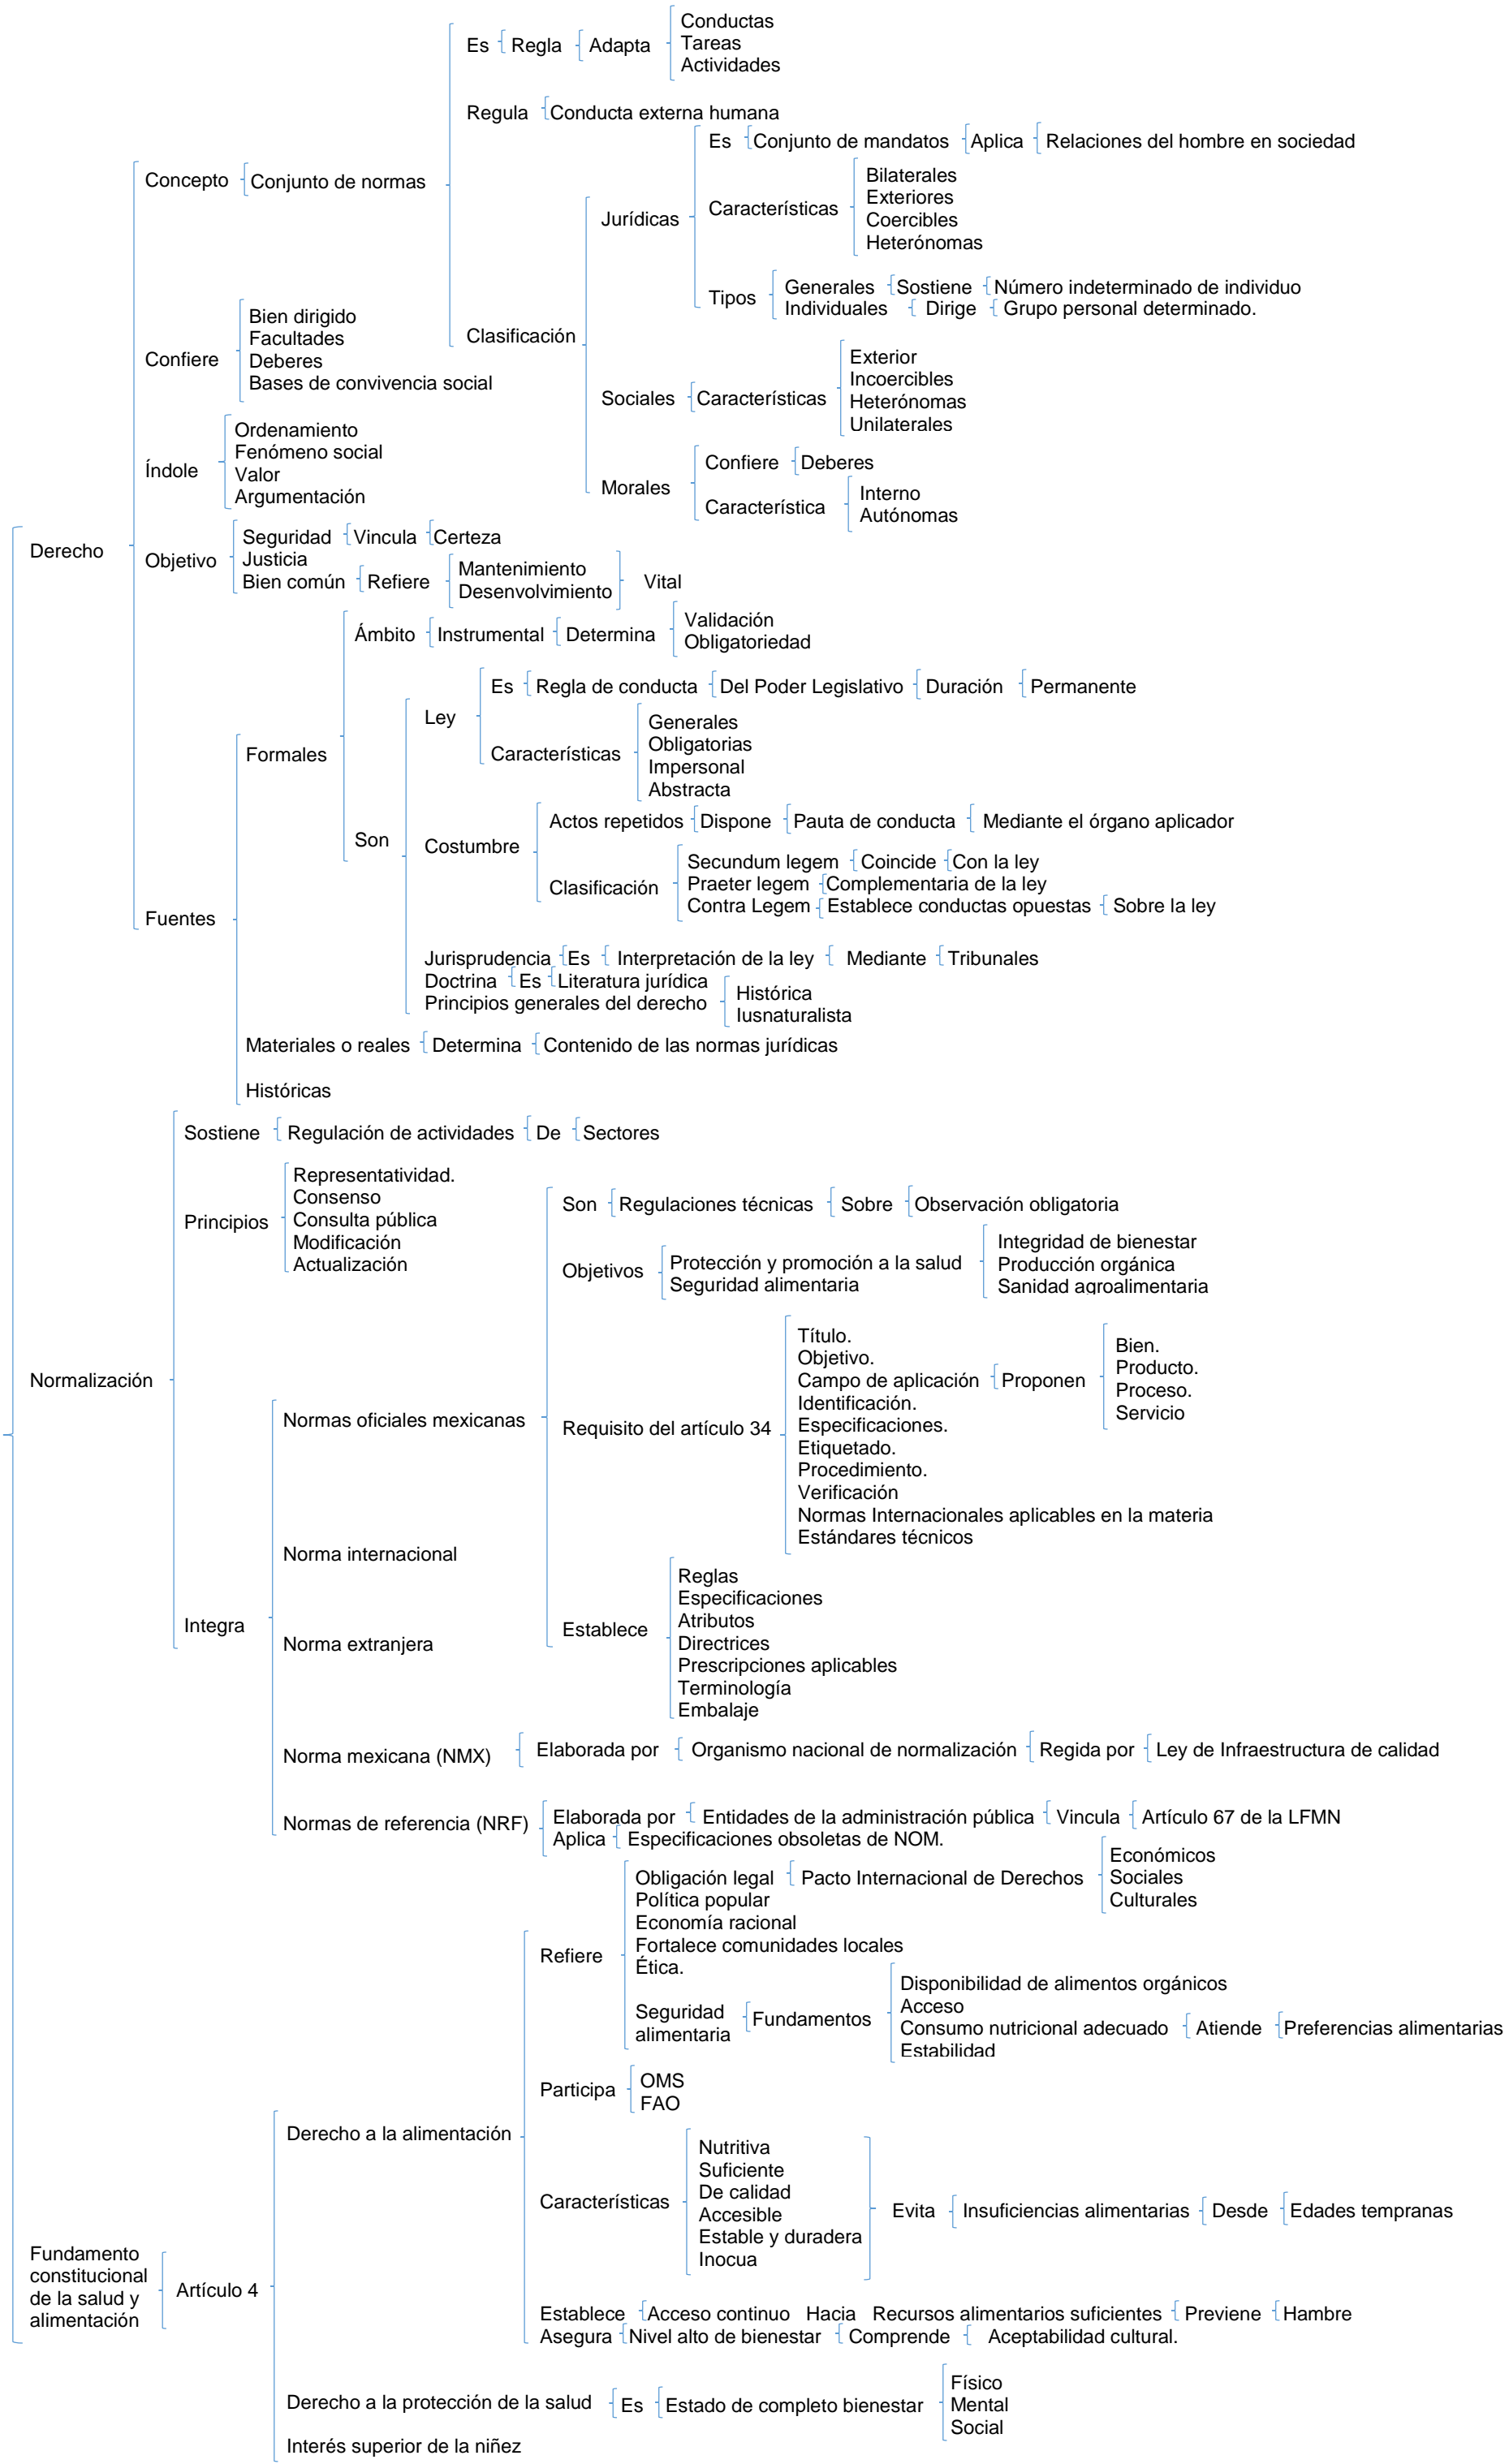 Derecho
Concepto
Conjunto de normas
Es
Regla
Adapta
Conductas
Tareas
Actividades
Regula
Conducta externa humana
Clasificación
Jurídicas
Es
Conjunto de mandatos
Aplica
Relaciones del hombre en sociedad
Características
Bilaterales
Exteriores
Coercibles
Heterónomas
Tipos
Generales
Sostiene
Número indeterminado de individuo
Individuales
Dirige
Grupo personal determinado.
Sociales
Características
Exterior
Incoercibles
Heterónomas
Unilaterales
Morales
Confiere
Deberes
Característica
Interno
Autónomas
Confiere
Bien dirigido
Facultades
Deberes
Bases de convivencia social
Índole
Ordenamiento
Fenómeno social
Valor
Argumentación
Objetivo
Seguridad
Vincula
Certeza
Justicia
Bien común
Refiere
Mantenimiento
Desenvolvimiento
Vital
Fuentes
Formales
Ámbito
Instrumental
Determina
Validación
Obligatoriedad
Son
Ley
Es
Regla de conducta
Del Poder Legislativo
Duración
Permanente
Características
Generales
Obligatorias
Impersonal
Abstracta
Costumbre
Actos repetidos
Dispone
Pauta de conducta
Mediante el órgano aplicador
Clasificación
Secundum legem
Coincide
Con la ley
Praeter legem
Complementaria de la ley
Contra Legem
Establece conductas opuestas
Sobre la ley
Jurisprudencia
Es
Interpretación de la ley
Mediante
Tribunales
Doctrina
Es
Literatura jurídica
Principios generales del derecho
Histórica
Iusnaturalista
Materiales o reales
Determina
Contenido de las normas jurídicas
Históricas
Normalización
Sostiene
Regulación de actividades
De
Sectores
Principios
Representatividad.
Consenso
Consulta pública
Modificación
Actualización
Integra
Normas oficiales mexicanas
Son
Regulaciones técnicas
Sobre
Observación obligatoria
Objetivos
Protección y promoción a la salud
Seguridad alimentaria
Integridad de bienestar
Producción orgánica
Sanidad agroalimentaria
Requisito del artículo 34
Título.
Objetivo.
Campo de aplicación
Proponen
Bien.
Producto.
Proceso.
Servicio
Identificación.
Especificaciones.
Etiquetado.
Procedimiento.
Verificación
Normas Internacionales aplicables en la materia
Estándares técnicos
Establece
Reglas
Especificaciones
Atributos
Directrices
Prescripciones aplicables
Terminología
Embalaje
Norma internacional
Norma extranjera
Norma mexicana (NMX)
Elaborada por
Organismo nacional de normalización
Regida por
Ley de Infraestructura de calidad
Normas de referencia (NRF)
Elaborada por
Entidades de la administración pública
Vincula
Artículo 67 de la LFMN
Aplica
Especificaciones obsoletas de NOM.
Fundamento
constitucional
de la salud y
alimentación
Artículo 4
Derecho a la alimentación
Refiere
Obligación legal
Pacto Internacional de Derechos
Económicos
Sociales
Culturales
Política popular
Economía racional
Fortalece comunidades locales
Ética.
Seguridad
alimentaria
Fundamentos
Disponibilidad de alimentos orgánicos
Acceso
Consumo nutricional adecuado
Atiende
Preferencias alimentarias
Estabilidad
Participa
OMS
FAO
Características
Nutritiva
Suficiente
De calidad
Accesible
Estable y duradera
Inocua
Evita
Insuficiencias alimentarias
Desde
Edades tempranas
Establece
Acceso continuo
Hacia
Recursos alimentarios suficientes
Previene
Hambre
Asegura
Nivel alto de bienestar
Comprende
Aceptabilidad cultural.
Derecho a la protección de la salud
Es
Estado de completo bienestar
Físico
Mental
Social
Interés superior de la niñez